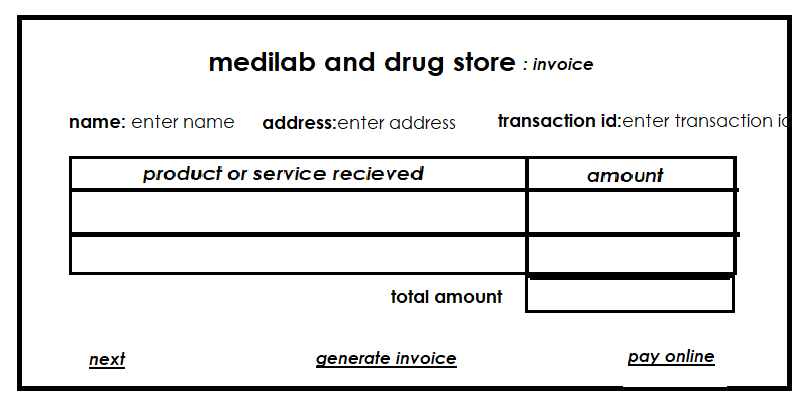 medilab and drug store : invoice
name: enter name address:enter address transaction id:enter transaction id
product or service recieved amount
total amount
next generate invoice pay online